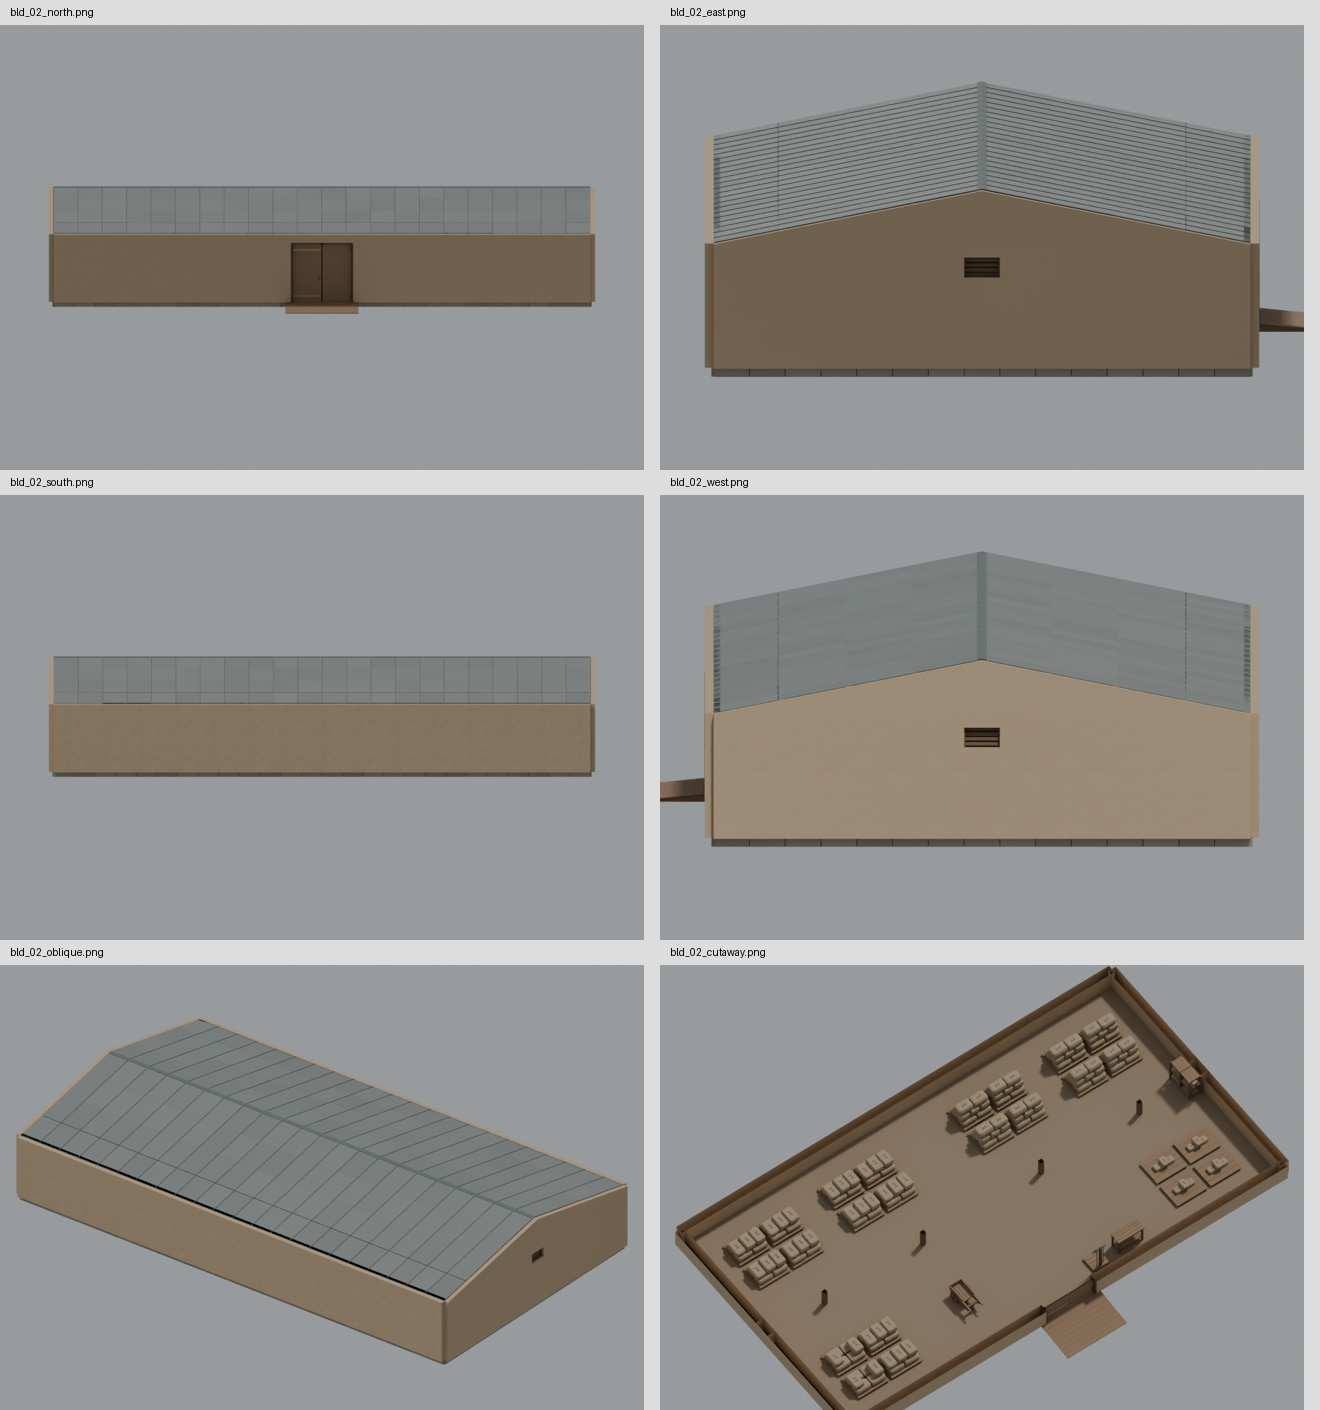 bld_02_north.png
bld_02_east.png
bld_02_south.png
bld_02_west.png
bld_02_oblique.png
bld_02_cutaway.png